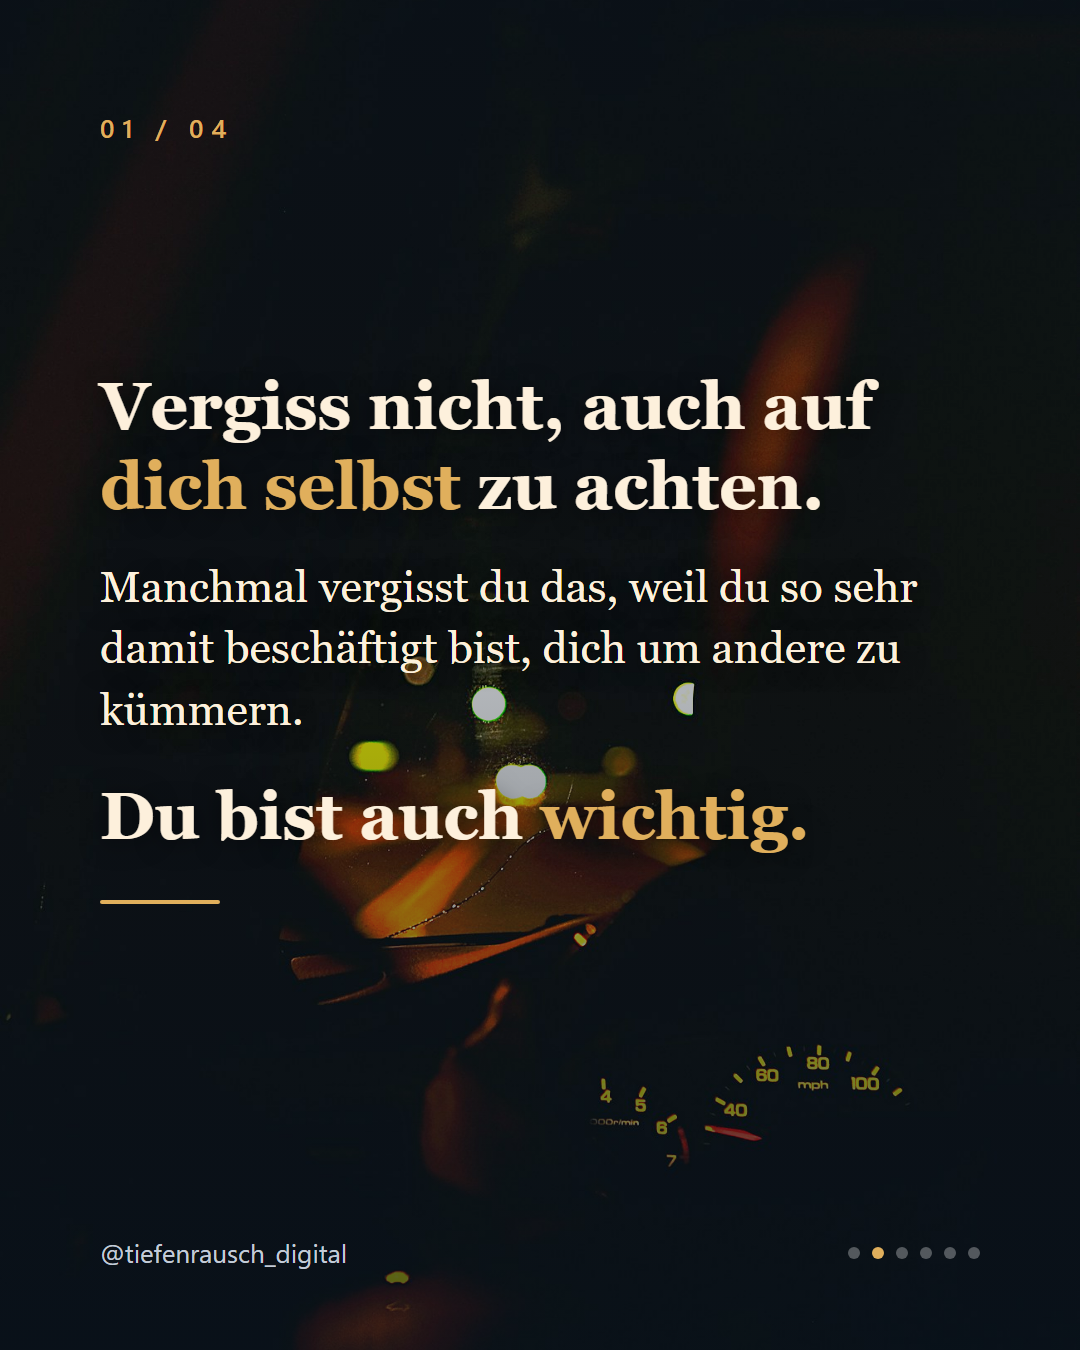 01 / 04
Vergiss nicht, auch auf
dich selbst zu achten.
Manchmal vergisst du das, weil du so sehr
damit beschäftigt bist, dich um andere zu
kümmern.
Du bist auch wichtig.
4
5
6
7
40
60
80
100
mph
@tiefenrausch_digital